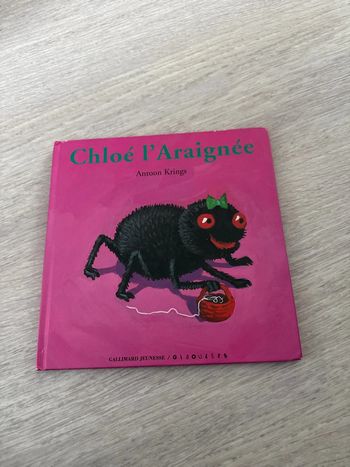 Chloé l'Araignée
Antoon Krings
GALLIMARD JEUNESSE / GIBOULÉES